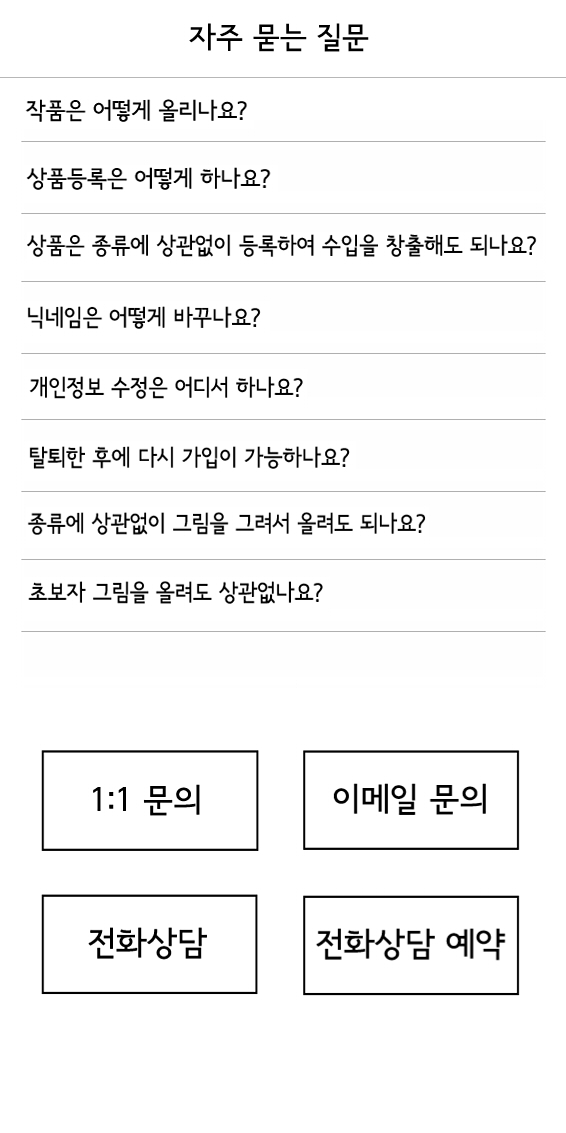 자주 묻는 질문
작품은 어떻게 올리나요?
상품등록은 어떻게 하나요?
상품은 종류에 상관없이 등록하여 수입을 창출해도 되나요?
닉네임은 어떻게 바꾸나요?
개인정보 수정은 어디서 하나요?
탈퇴한 후에 다시 가입이 가능하나요?
종류에 상관없이 그림을 그려서 올려도 되나요?
초보자 그림을 올려도 상관없나요?
1:1 문의
이메일 문의
전화상담
전화상담 예약